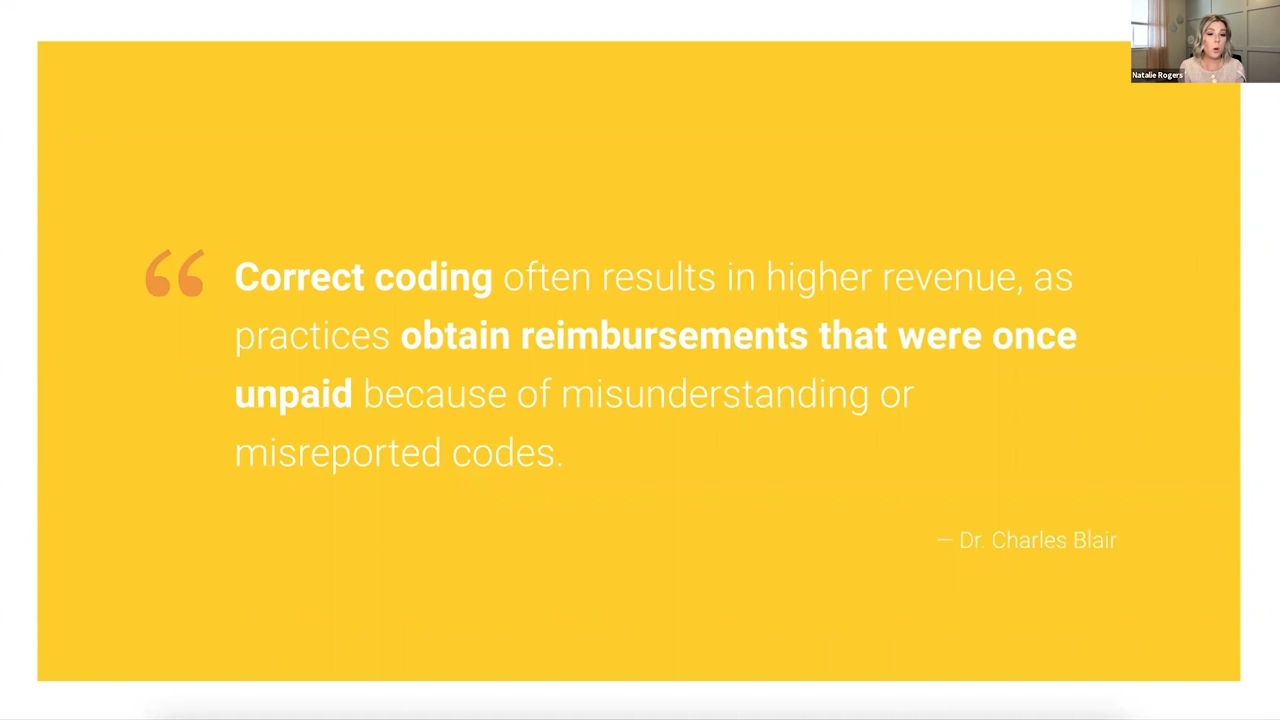 Natalie Rogers
“ Correct coding often results in higher revenue, as
practices obtain reimbursements that were once
unpaid because of misunderstanding or
misreported codes.
— Dr. Charles Blair